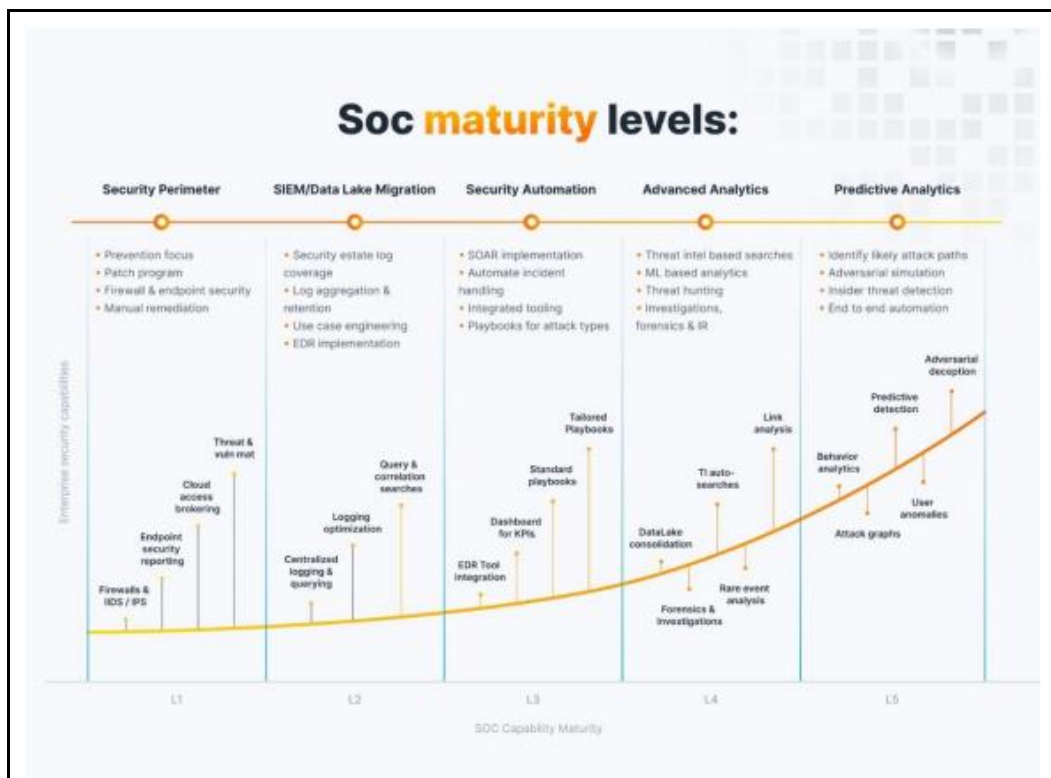 Soc maturity levels:
Security Perimeter
SIEM/Data Lake Migration
Security Automation
Advanced Analytics
Predictive Analytics
• Prevention focus
• Patch program
• Firewall & endpoint security
• Manual remediation
• Security estate log
coverage
• Log aggregation &
retention
• Use case engineering
• EDR implementation
• SOAR implementation
• Automate incident
handling
• Integrated tooling
• Playbooks for attack types
• Threat intel based searches
• ML based analytics
• Threat hunting
• Investigations,
forensics & IR
• Identify likely attack paths
• Adversarial simulation
• Insider threat detection
• End to end automation
Enterprise security capabilities
Firewalls &
IIDS / IPS
Endpoint
security
reporting
Cloud
access
brokering
Threat &
vuln mat
Centralized
logging &
querying
Logging
optimization
Query &
correlation
searches
EDR Tool
integration
Dashboard
for KPIs
Standard
playbooks
Tailored
Playbooks
DataLake
consolidation
Forensics &
Investigations
TI auto-
searches
Rare event
analysis
Link
analysis
Behavior
analytics
Attack graphs
Predictive
detection
User
anomalies
Adversarial
deception
L1
L2
L3
L4
L5
SOC Capability Maturity